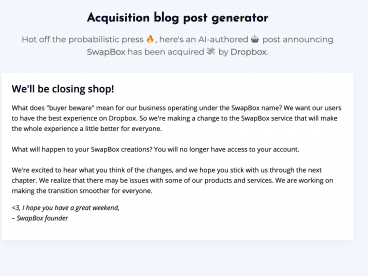 Acquisition blog post generator
Hot off the probabilistic press 🔥, here's an AI-authored 🤖 post announcing
SwapBox has been acquired 💸 by Dropbox.
We'll be closing shop!
What does "buyer beware" mean for our business operating under the SwapBox name? We want our users
to have the best experience on Dropbox. So we're making a change to the SwapBox service that will make
the whole experience a little better for everyone.
What will happen to your SwapBox creations? You will no longer have access to your account.
We're excited to hear what you think of the changes, and we hope you stick with us through the next
chapter. We realize that there may be issues with some of our products and services. We are working on
making the transition smoother for everyone.
<3, I hope you have a great weekend,
– SwapBox founder